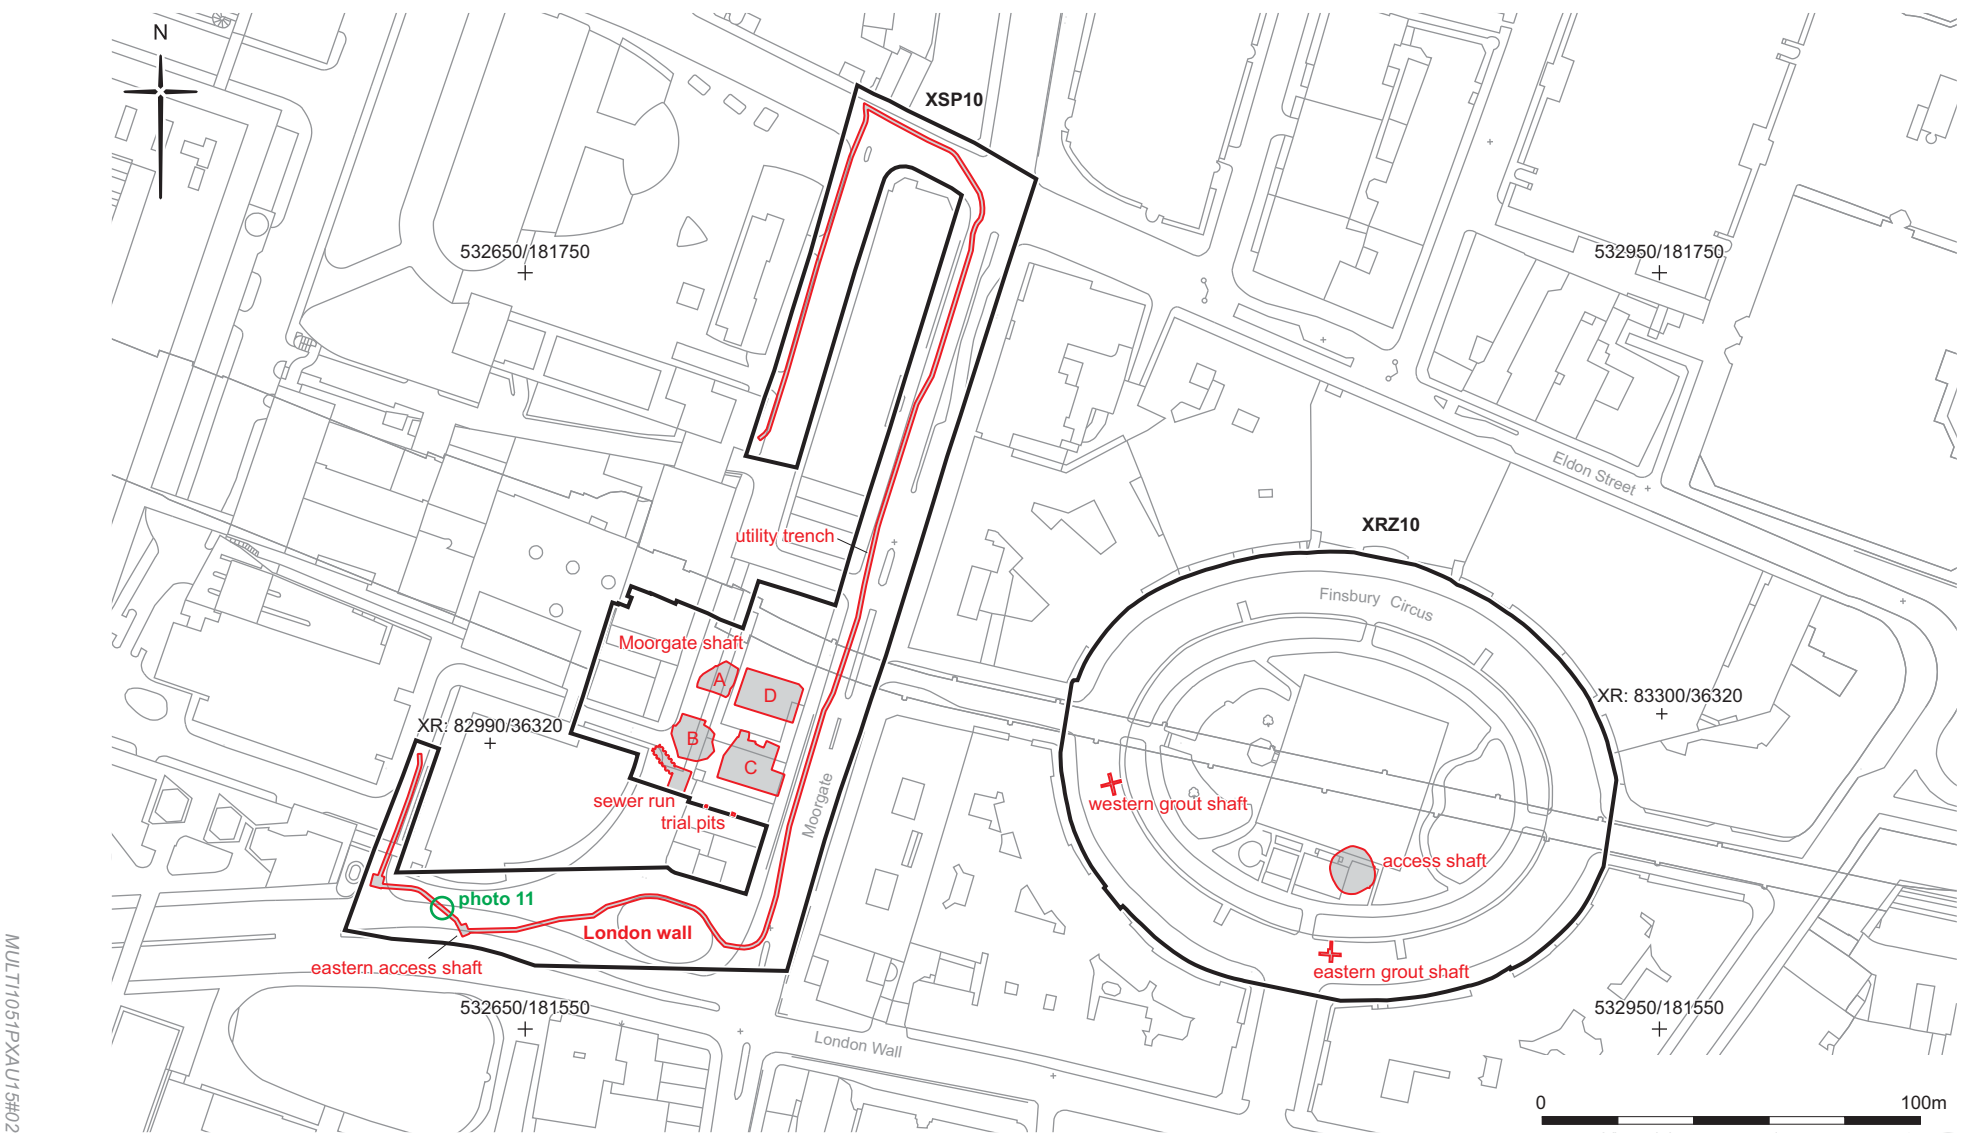 N
XSP10
532650/181750
532950/181750
Eldon Street
XRZ10
utility trench
Finsbury Circus
Moorgate shaft
A
D
XR: 82990/36320
XR: 83300/36320
B
C
Moorgate
sewer run
western grout shaft
trial pits
access shaft
photo 11
London wall
eastern access shaft
eastern grout shaft
532650/181550
532950/181550
London Wall
0
100m
MULTI1051PXAU15#02